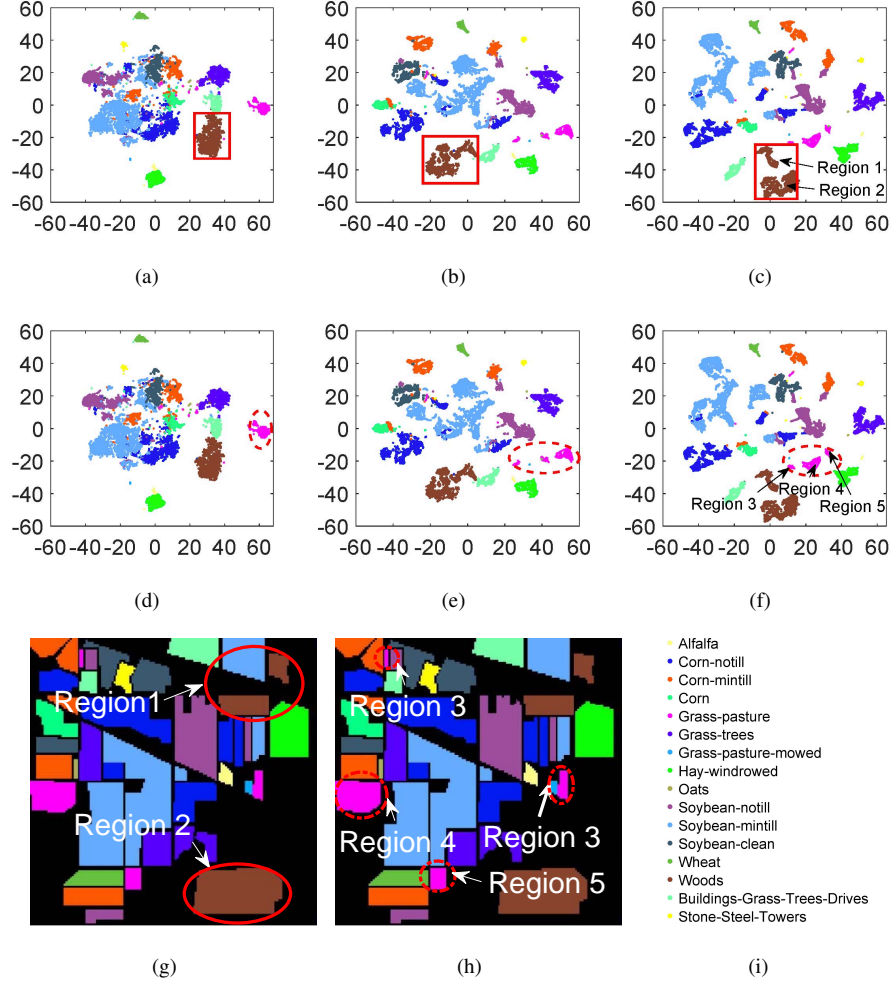 60
40
20
0
-20
-40
-60
-60 -40 -20 0 20 40 60
(a)
60
40
20
0
-20
-40
-60
-60 -40 -20 0 20 40 60
(b)
60
40
20
0
-20
-40
-60
-60 -40 -20 0 20 40 60
Region 1
Region 2
(c)
60
40
20
0
-20
-40
-60
-60 -40 -20 0 20 40 60
(d)
60
40
20
0
-20
-40
-60
-60 -40 -20 0 20 40 60
(e)
60
40
20
0
-20
-40
-60
-60 -40 -20 0 20 40 60
Region 3
Region 4
Region 5
(f)
Region1
Region 2
(g)
Region 3
Region 4
Region 3
Region 5
(h)
Alfalfa
Corn-notill
Corn-mintill
Corn
Grass-pasture
Grass-trees
Grass-pasture-mowed
Hay-windrowed
Oats
Soybean-notill
Soybean-mintill
Soybean-clean
Wheat
Woods
Buildings-Grass-Trees-Drives
Stone-Steel-Towers
(i)